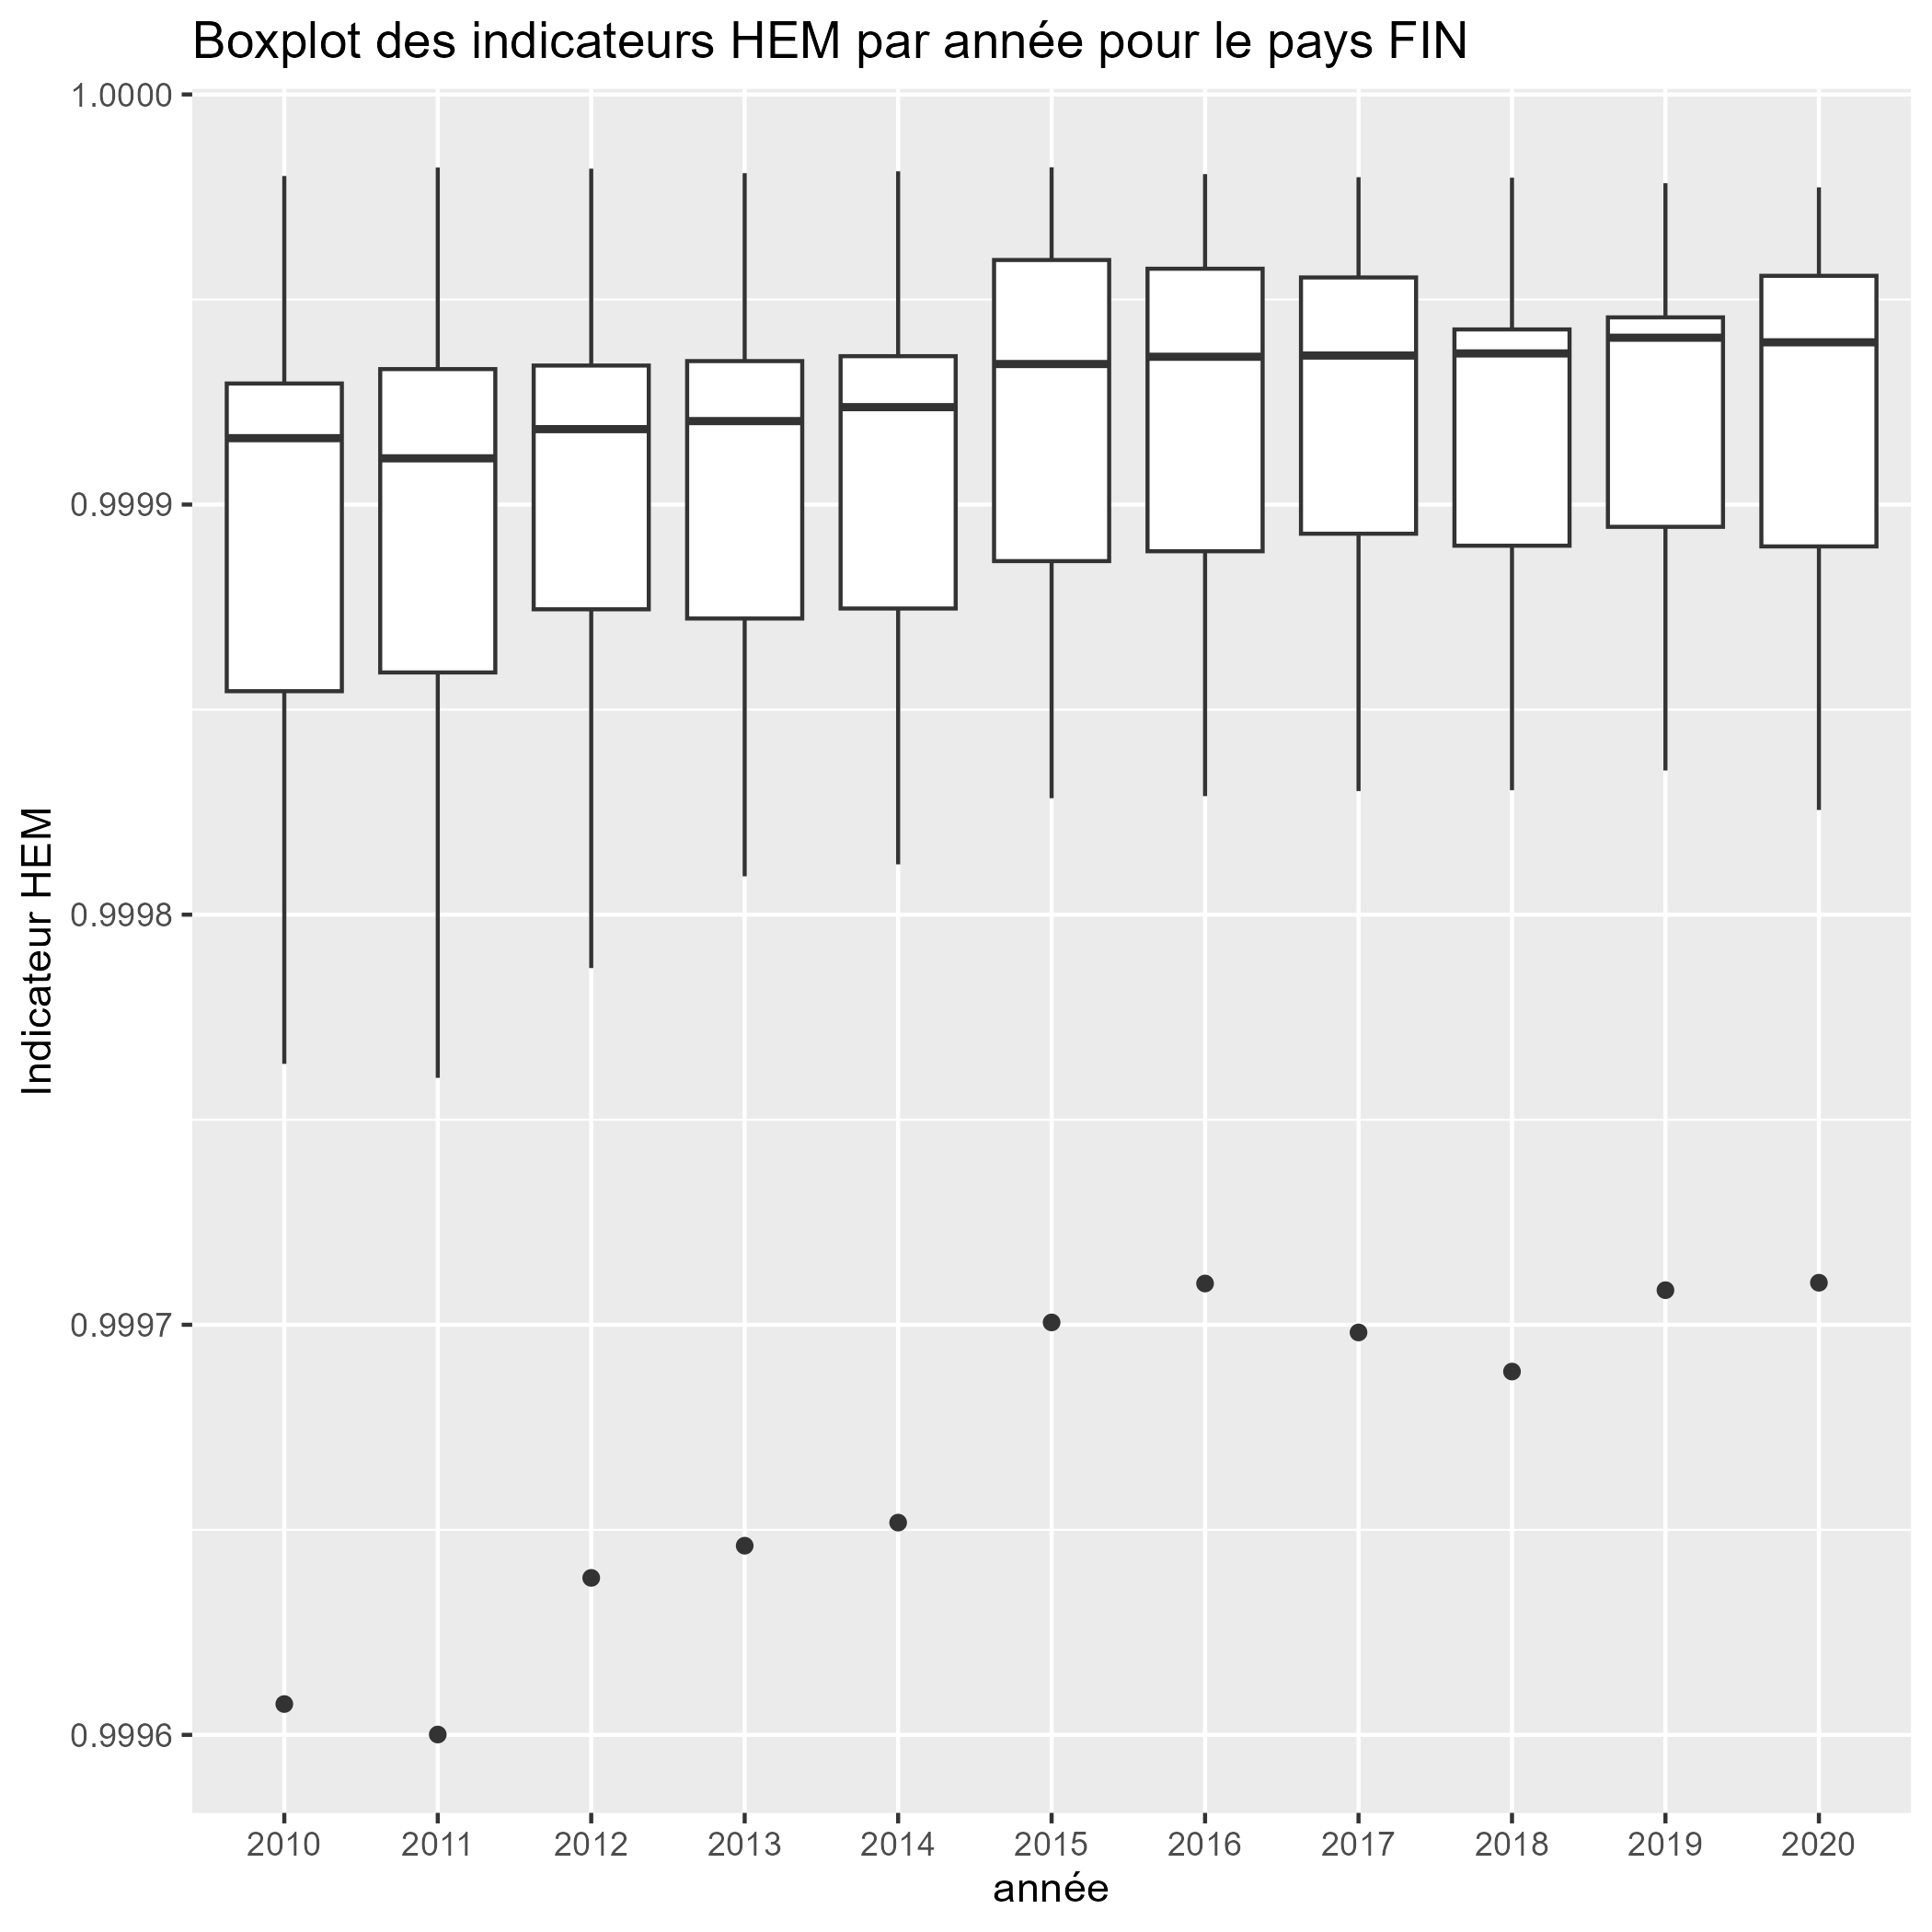 Boxplot des indicateurs HEM par année pour le pays FIN
1.0000
0.9999
0.9998
0.9997
0.9996
Indicateur HEM
2010 2011 2012 2013 2014 2015 2016 2017 2018 2019 2020
année